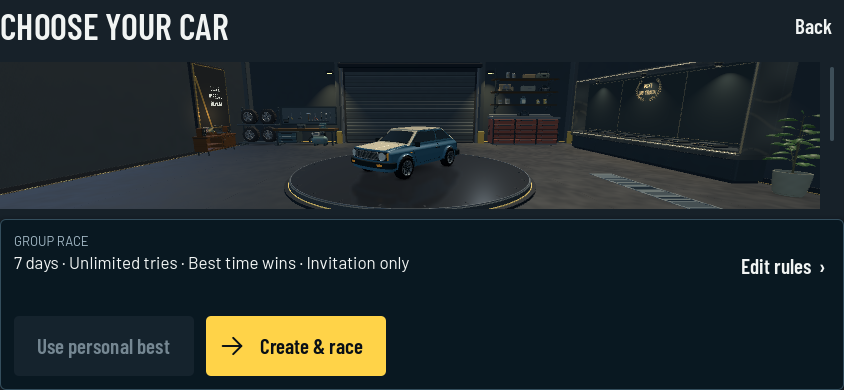 CHOOSE YOUR CAR
Back
GROUP RACE
7 days · Unlimited tries · Best time wins · Invitation only
Edit rules ›
Use personal best
Create & race